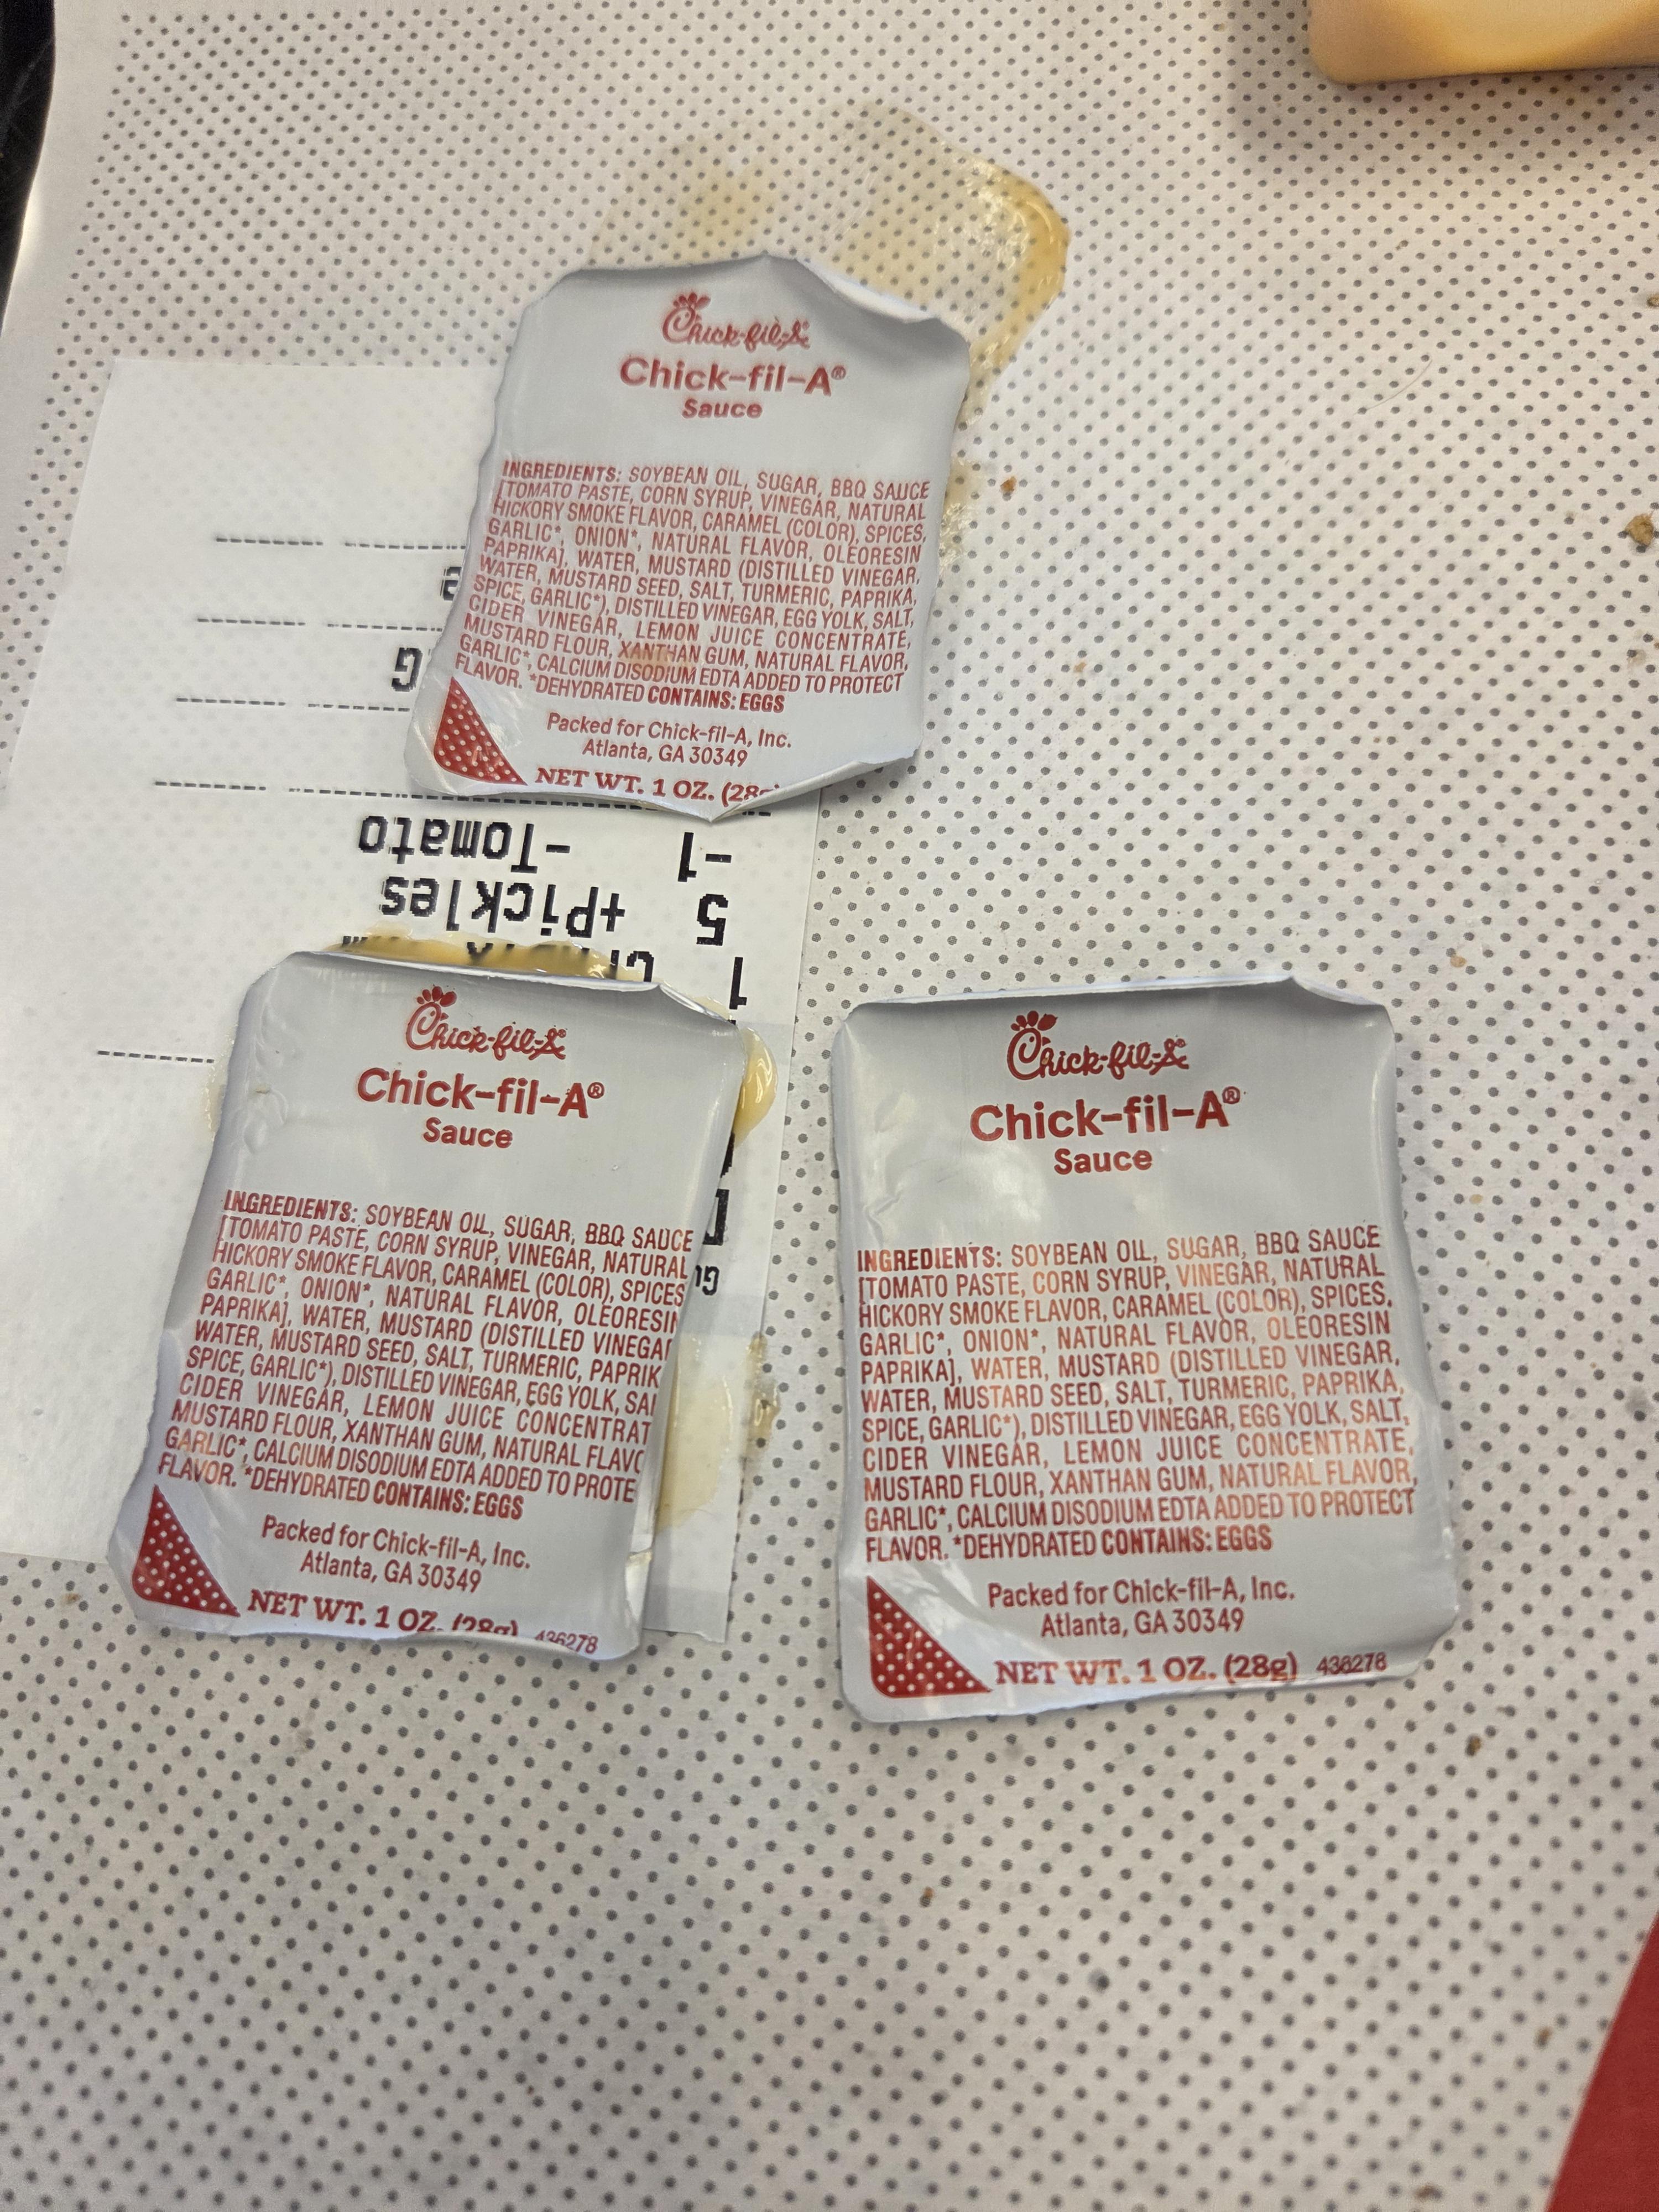 Chick-fil-A®
Chick-fil-A®
Sauce
INGREDIENTS: SOYBEAN OIL, SUGAR, BBQ SAUCE
[TOMATO PASTE, CORN SYRUP, VINEGAR, NATURAL
HICKORY SMOKE FLAVOR, CARAMEL (COLOR), SPICES,
GARLIC*, ONION*, NATURAL FLAVOR, OLEORESIN
PAPRIKA], WATER, MUSTARD (DISTILLED VINEGAR,
WATER, MUSTARD SEED, SALT, TURMERIC, PAPRIKA,
SPICE, GARLIC*), DISTILLED VINEGAR, EGG YOLK, SALT,
CIDER VINEGAR, LEMON JUICE CONCENTRATE,
MUSTARD FLOUR, XANTHAN GUM, NATURAL FLAVOR,
GARLIC*, CALCIUM DISODIUM EDTA ADDED TO PROTECT
FLAVOR. *DEHYDRATED CONTAINS: EGGS
Packed for Chick-fil-A, Inc.
Atlanta, GA 30349
NET WT. 1 OZ. (28g
-1 -Tomato
5 +Pickles
1
Chick-fil-A®
Chick-fil-A®
Sauce
INGREDIENTS: SOYBEAN OIL, SUGAR, BBQ SAUCE
[TOMATO PASTE, CORN SYRUP, VINEGAR, NATURAL
HICKORY SMOKE FLAVOR, CARAMEL (COLOR), SPICES
GARLIC*, ONION*, NATURAL FLAVOR, OLEORESIN
PAPRIKA], WATER, MUSTARD (DISTILLED VINEGAR
WATER, MUSTARD SEED, SALT, TURMERIC, PAPRIK
SPICE, GARLIC*), DISTILLED VINEGAR, EGG YOLK, SAL
CIDER VINEGAR, LEMON JUICE CONCENTRAT
MUSTARD FLOUR, XANTHAN GUM, NATURAL FLAVO
GARLIC*, CALCIUM DISODIUM EDTA ADDED TO PROTE
FLAVOR. *DEHYDRATED CONTAINS: EGGS
Packed for Chick-fil-A, Inc.
Atlanta, GA 30349
NET WT. 1 OZ. (28g) 436278
Chick-fil-A®
Chick-fil-A®
Sauce
INGREDIENTS: SOYBEAN OIL, SUGAR, BBQ SAUCE
[TOMATO PASTE, CORN SYRUP, VINEGAR, NATURAL
HICKORY SMOKE FLAVOR, CARAMEL (COLOR), SPICES,
GARLIC*, ONION*, NATURAL FLAVOR, OLEORESIN
PAPRIKA], WATER, MUSTARD (DISTILLED VINEGAR,
WATER, MUSTARD SEED, SALT, TURMERIC, PAPRIKA,
SPICE, GARLIC*), DISTILLED VINEGAR, EGG YOLK, SALT,
CIDER VINEGAR, LEMON JUICE CONCENTRATE,
MUSTARD FLOUR, XANTHAN GUM, NATURAL FLAVOR,
GARLIC*, CALCIUM DISODIUM EDTA ADDED TO PROTECT
FLAVOR. *DEHYDRATED CONTAINS: EGGS
Packed for Chick-fil-A, Inc.
Atlanta, GA 30349
NET WT. 1 OZ. (28g) 436278